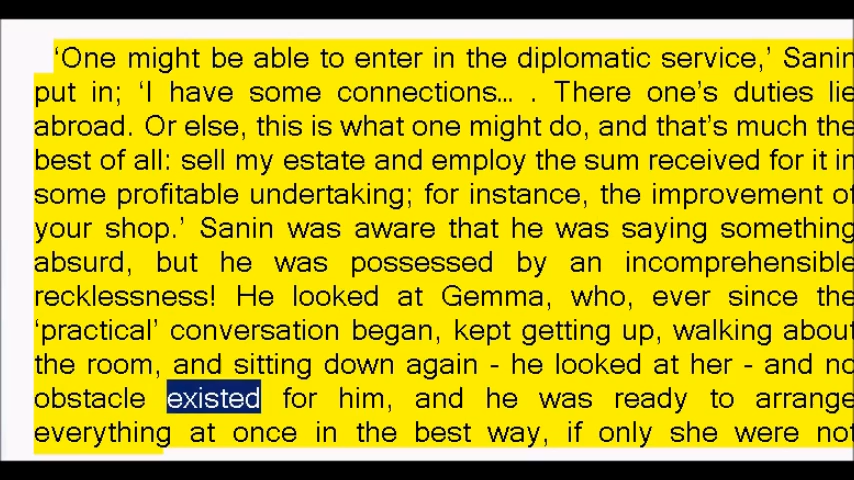 ‘One might be able to enter in the diplomatic service,’ Sanin
put in; ‘I have some connections... . There one’s duties lie
abroad. Or else, this is what one might do, and that’s much the
best of all: sell my estate and employ the sum received for it in
some profitable undertaking; for instance, the improvement of
your shop.’ Sanin was aware that he was saying something
absurd, but he was possessed by an incomprehensible
recklessness! He looked at Gemma, who, ever since the
‘practical’ conversation began, kept getting up, walking about
the room, and sitting down again - he looked at her - and no
obstacle existed for him, and he was ready to arrange
everything at once in the best way, if only she were not